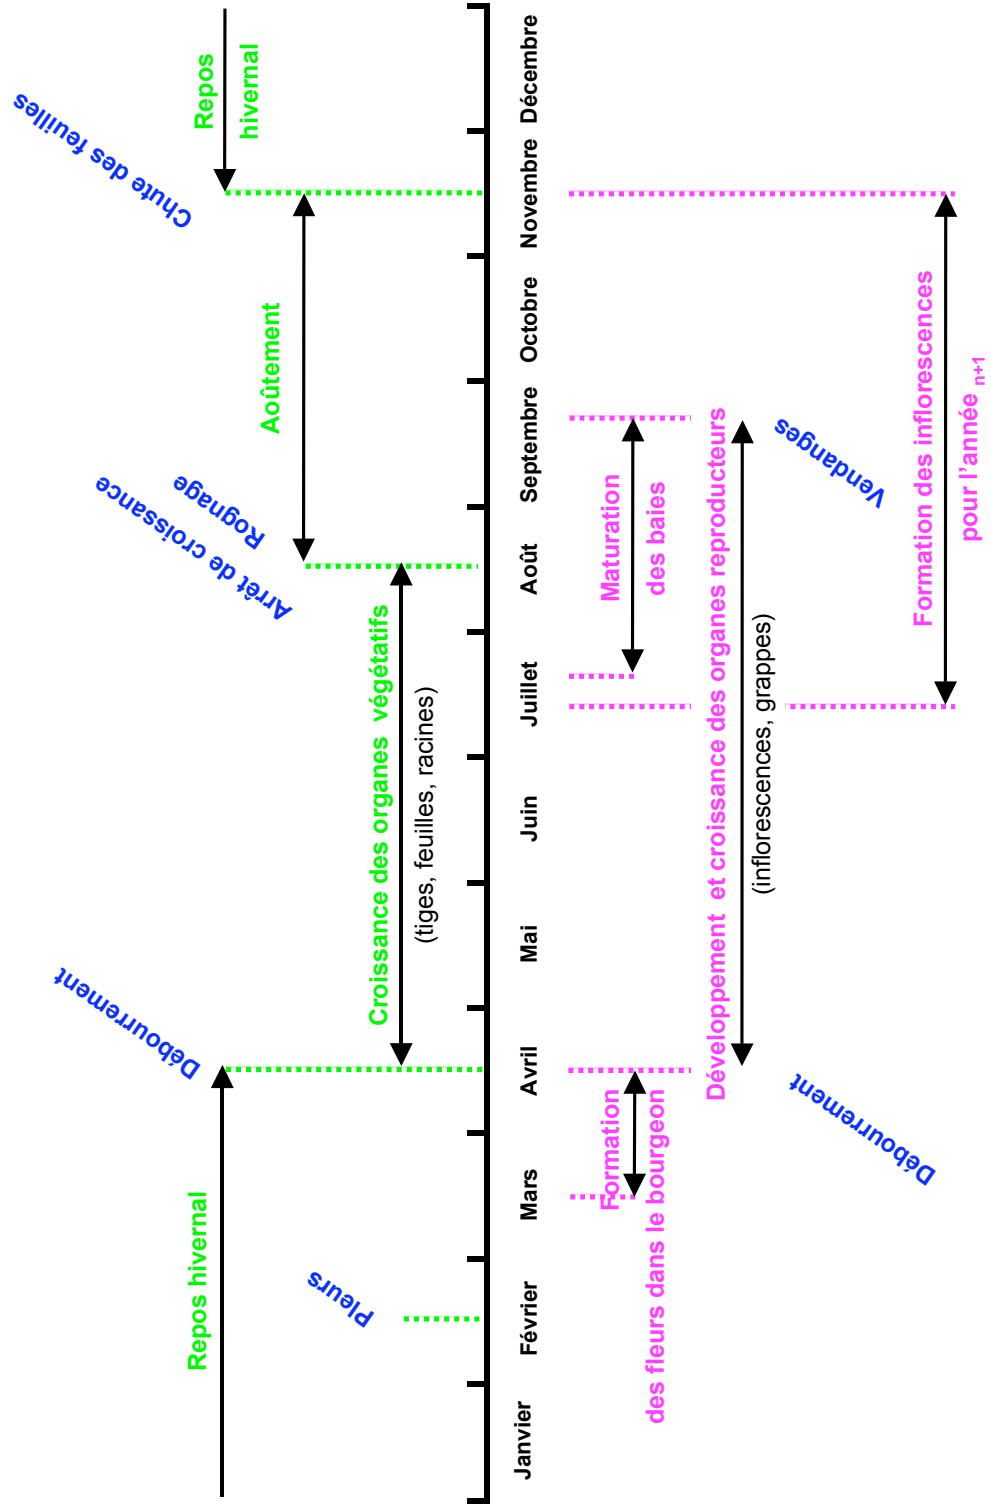 Chute des feuilles
Débourrement
Arrêt de croissance
Rognage
Pleurs
Repos hivernal
Repos
hivernal
Aoûtement
Croissance des organes végétatifs
(tiges, feuilles, racines)
Janvier
Février
Mars
Avril
Mai
Juin
Juillet
Août
Septembre
Octobre
Novembre
Décembre
Formation
des fleurs dans le bourgeon
Maturation
des baies
Développement et croissance des organes reproducteurs
(inflorescences, grappes)
Débourrement
Vendanges
Formation des inflorescences
pour l'année n+1